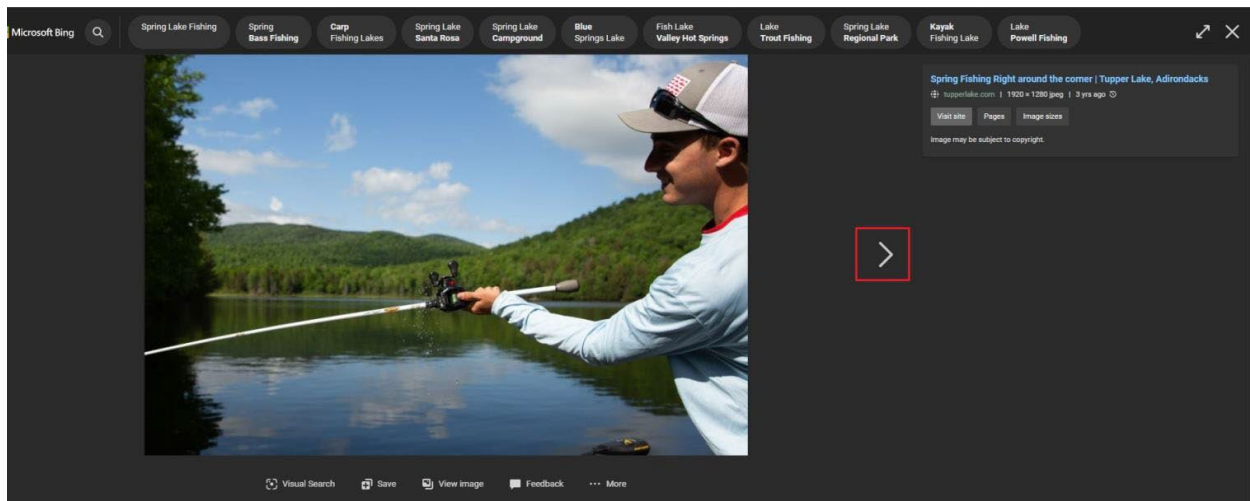 Microsoft Bing
Spring Lake Fishing
Spring
Bass Fishing
Carp
Fishing Lakes
Spring Lake
Santa Rosa
Spring Lake
Campground
Blue
Springs Lake
Fish Lake
Valley Hot Springs
Lake
Trout Fishing
Spring Lake
Regional Park
Kayak
Fishing Lake
Lake
Powell Fishing
Spring Fishing Right around the corner | Tupper Lake, Adirondacks
tupperlake.com | 1920 × 1280 jpeg | 3 yrs ago
Visit site Pages Image sizes
Image may be subject to copyright.
Visual Search Save View image Feedback ··· More